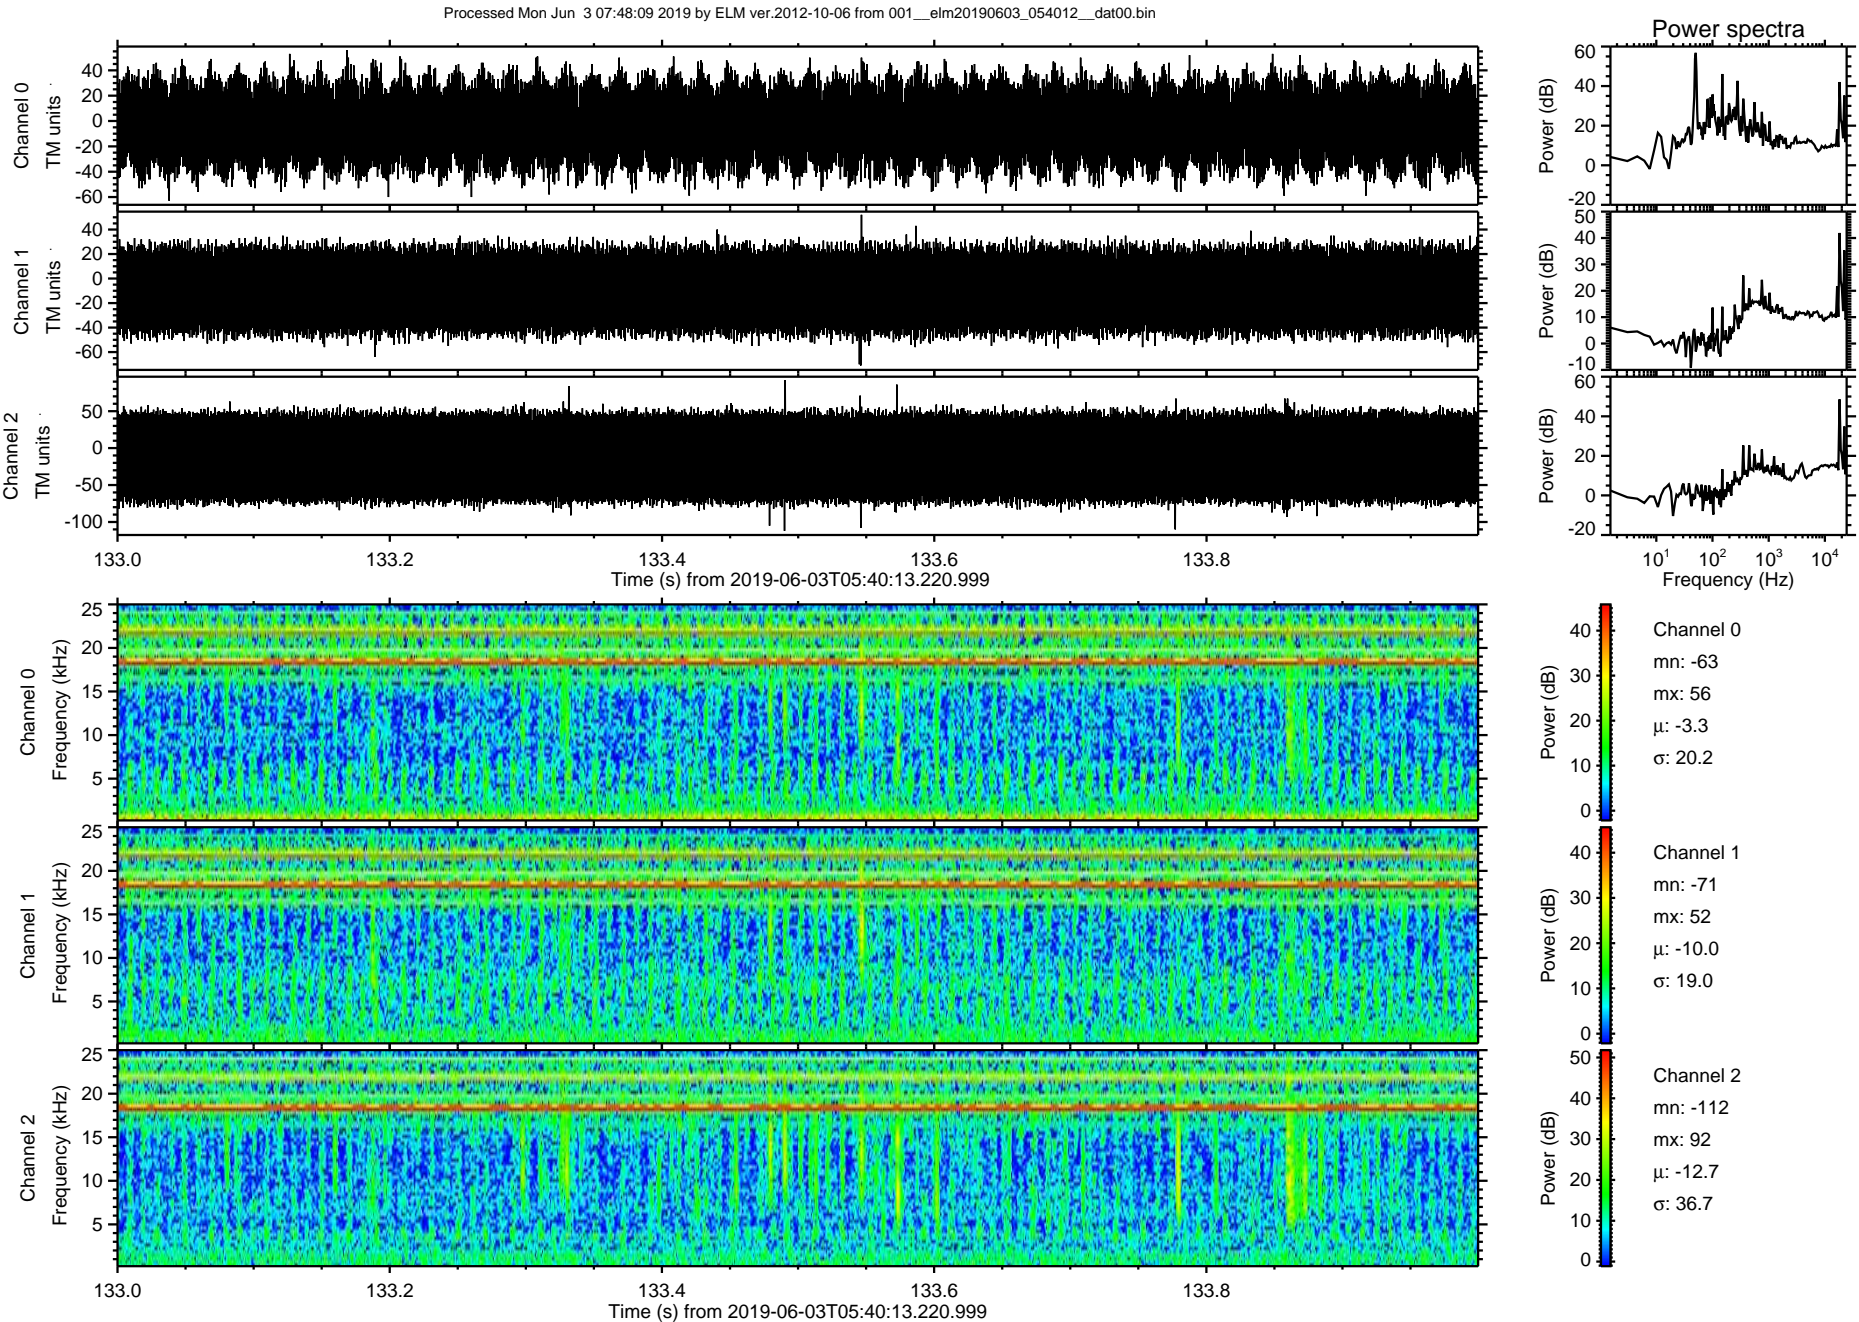 Processed Mon Jun  3 07:48:09 2019 by ELM ver.2012-10-06 from 001__elm20190603_054012__dat00.bin
Power spectra
Channel 0
TM units
40
20
0
-20
-40
-60
Power (dB)
60
40
20
0
-20
Channel 1
TM units
40
20
0
-20
-40
-60
Power (dB)
50
40
30
20
10
0
-10
Channel 2
TM units
50
0
-50
-100
Power (dB)
60
40
20
0
-20
133.0 133.2 133.4 133.6 133.8
Time (s) from 2019-06-03T05:40:13.220.999
10¹ 10² 10³ 10⁴
Frequency (Hz)
Channel 0
Frequency (kHz)
25
20
15
10
5
Power (dB)
40
30
20
10
0
Channel 0
mn: -63
mx: 56
µ: -3.3
σ: 20.2
Channel 1
Frequency (kHz)
25
20
15
10
5
Power (dB)
40
30
20
10
0
Channel 1
mn: -71
mx: 52
µ: -10.0
σ: 19.0
Channel 2
Frequency (kHz)
25
20
15
10
5
Power (dB)
50
40
30
20
10
0
Channel 2
mn: -112
mx: 92
µ: -12.7
σ: 36.7
133.0 133.2 133.4 133.6 133.8
Time (s) from 2019-06-03T05:40:13.220.999